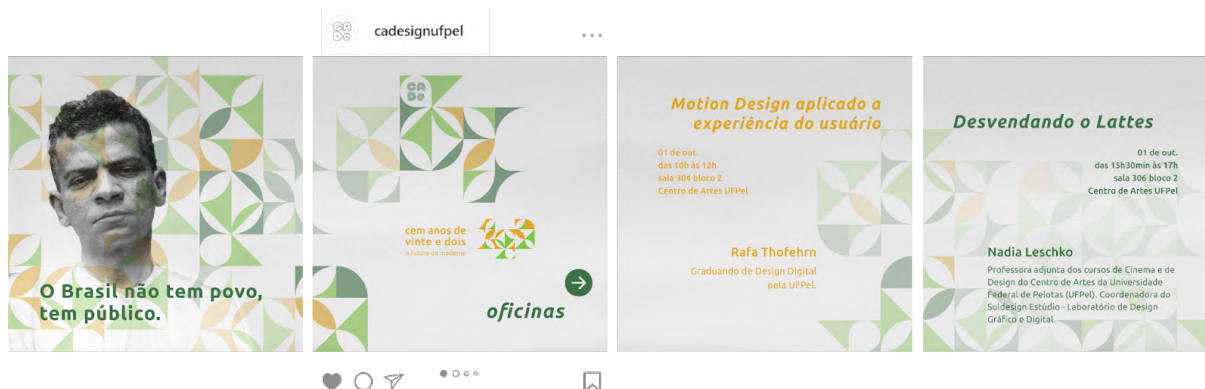 CA
DO
cadesignufpel
O Brasil não tem povo,
tem público.
CA
DO
cem anos de
vinte e dois
o futuro do moderno
oficinas
Motion Design aplicado a
experiência do usuário
01 de out.
das 10h às 12h
sala 304 bloco 2
Centro de Artes UFPel
Rafa Thofehrn
Graduando de Design Digital
pela UFPel.
Desvendando o Lattes
01 de out.
das 15h30min às 17h
sala 306 bloco 2
Centro de Artes UFPel
Nadia Leschko
Professora adjunta dos cursos de Cinema e de
Design do Centro de Artes da Universidade
Federal de Pelotas (UFPel). Coordenadora do
Suldesign Estúdio - Laboratório de Design
Gráfico e Digital.